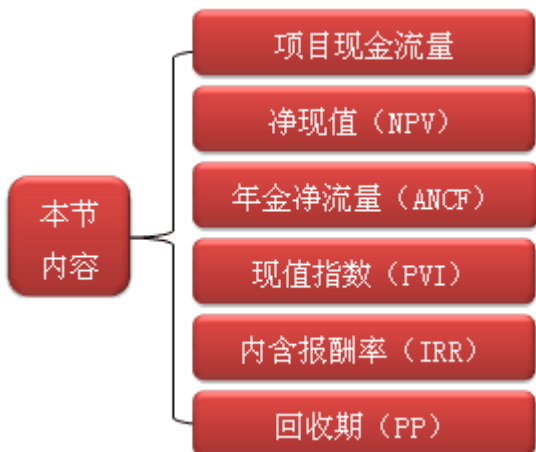 本节
内容
项目现金流量
净现值（NPV）
年金净流量（ANCF）
现值指数（PVI）
内含报酬率（IRR）
回收期（PP）